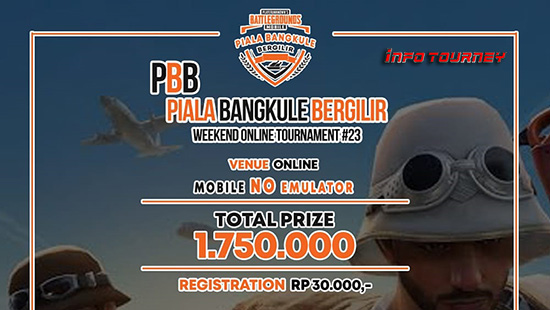 PLAYERUNKNOWN'S
BATTLEGROUNDS
MOBILE
PIALA BANGKULE
BERGILIR
INFO TOURNEY
PBB
PIALA BANGKULE BERGILIR
WEEKEND ONLINE TOURNAMENT #23
VENUE ONLINE
MOBILE NO EMULATOR
TOTAL PRIZE
1.750.000
REGISTRATION RP 30.000,-